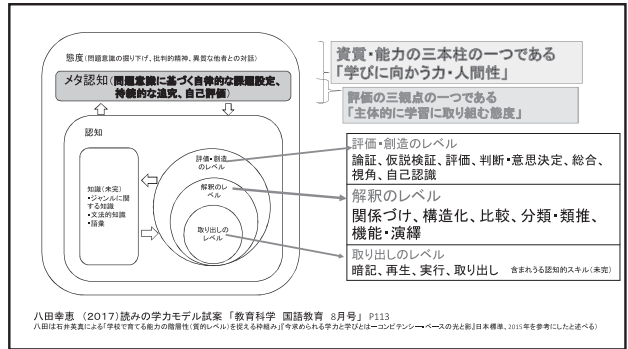 態度(問題意識の掘り下げ、批判的精神、異質な他者との対話)
メタ認知(問題意識に基づく自体的な課題設定、
持続的な追究、自己評価)
認知
知識(未完)
・ジャンルに関
する知識
・文法的知識
・語彙
評価・創造
のレベル
解釈のレ
ベル
取り出しの
レベル
資質・能力の三本柱の一つである
「学びに向かう力・人間性」
評価の三観点の一つである
「主体的に学習に取り組む態度」
評価・創造のレベル
論証、仮説検証、評価、判断・意思決定、総合、
視角、自己認識
解釈のレベル
関係づけ、構造化、比較、分類・類推、
機能・演繹
取り出しのレベル
暗記、再生、実行、取り出し 含まれうる認知的スキル(未完)
八田幸恵 (2017)読みの学力モデル試案 「教育科学 国語教育 8月号」 P113
八田は石井英真による「学校で育てる能力の階層性(質的レベル)を捉える枠組み」『今求められる学力と学びとは―コンピテンシー・ベースの光と影』日本標準、2015年を参考にしたと述べる)